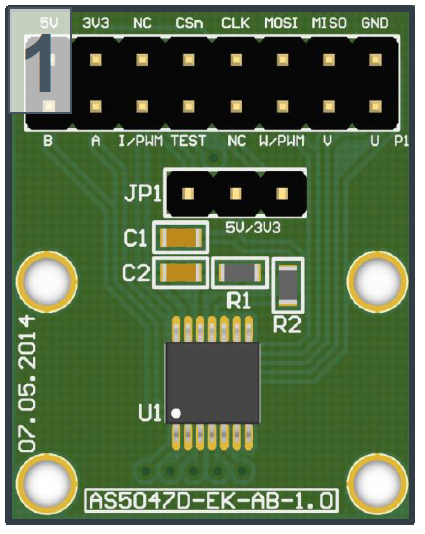 1
5V 3V3 NC CSn CLK MOSI MISO GND
B A I/PWM TEST NC W/PWM V U P1
JP1
5V/3V3
C1
C2
R1
R2
07.05.2014
U1
AS5047D-EK-AB-1.0